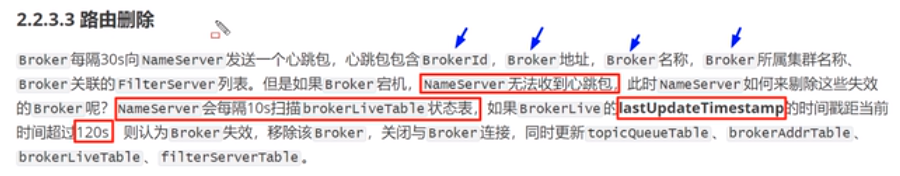 2.2.3.3 路由删除
Broker每隔30s向NameServer发送一个心跳包，心跳包包含BrokerId，Broker地址，Broker名称，Broker所属集群名称、
Broker关联的FilterServer列表。但是如果Broker宕机，NameServer无法收到心跳包，此时NameServer如何来剔除这些失效
的Broker呢？NameServer会每隔10s扫描brokerLiveTable状态表，如果BrokerLive的lastUpdateTimestamp的时间戳距当前
时间超过120s，则认为Broker失效，移除该Broker，关闭与Broker连接，同时更新topicQueueTable、brokerAddrTable、
brokerLiveTable、filterServerTable。